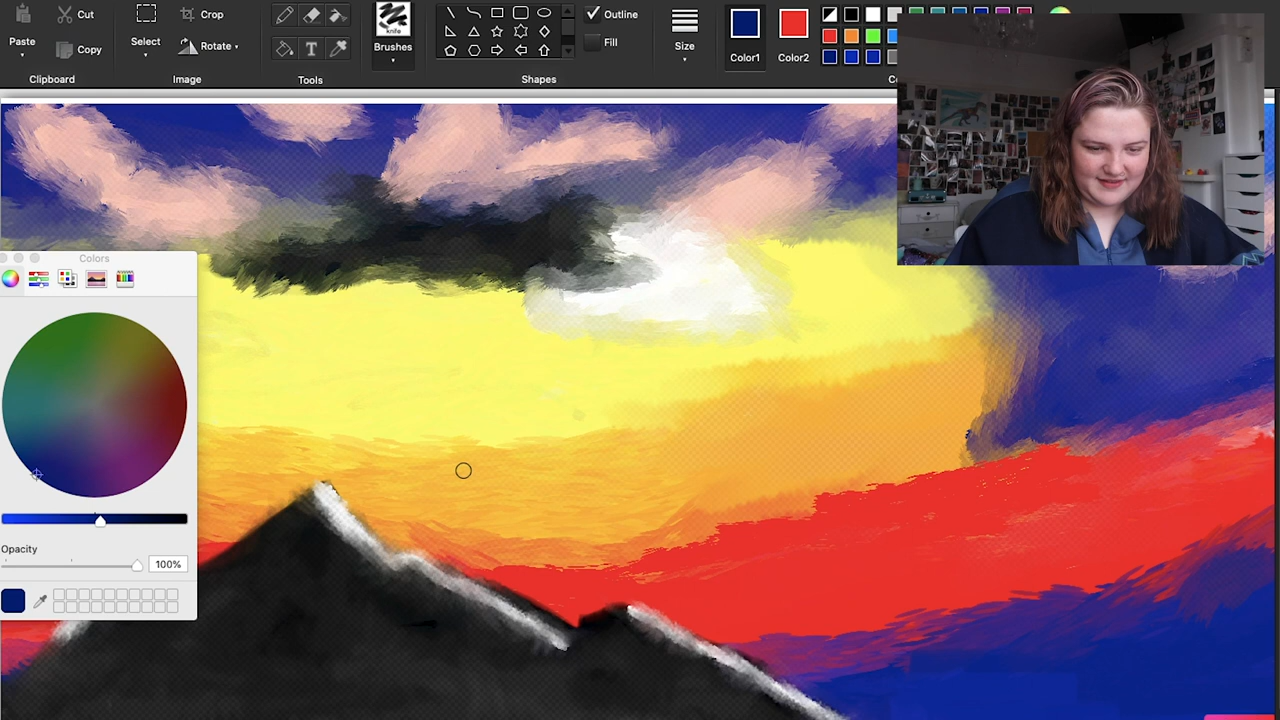 Paste
Cut
Copy
Clipboard
Select
Crop
Rotate
Image
Tools
knife
Brushes
Shapes
Outline
Fill
Size
Color1
Color2
Colors
Opacity
100%